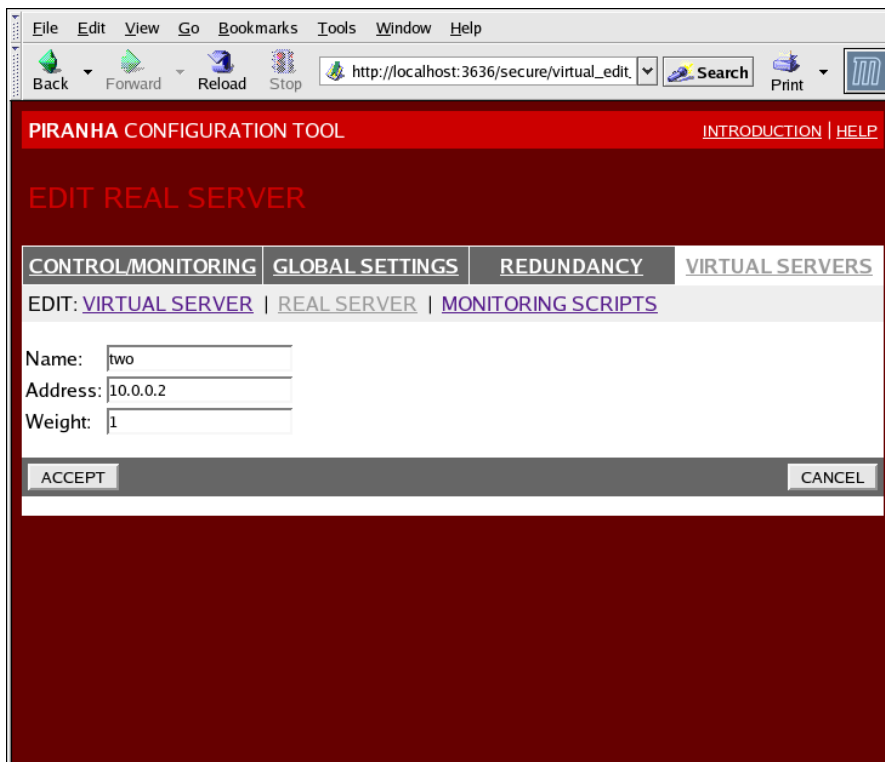 File Edit View Go Bookmarks Tools Window Help
Back Forward Reload Stop http://localhost:3636/secure/virtual_edit_ Search Print
PIRANHA CONFIGURATION TOOL INTRODUCTION | HELP
EDIT REAL SERVER
CONTROL/MONITORING GLOBAL SETTINGS REDUNDANCY VIRTUAL SERVERS
EDIT: VIRTUAL SERVER | REAL SERVER | MONITORING SCRIPTS
Name: two
Address: 10.0.0.2
Weight: 1
ACCEPT CANCEL